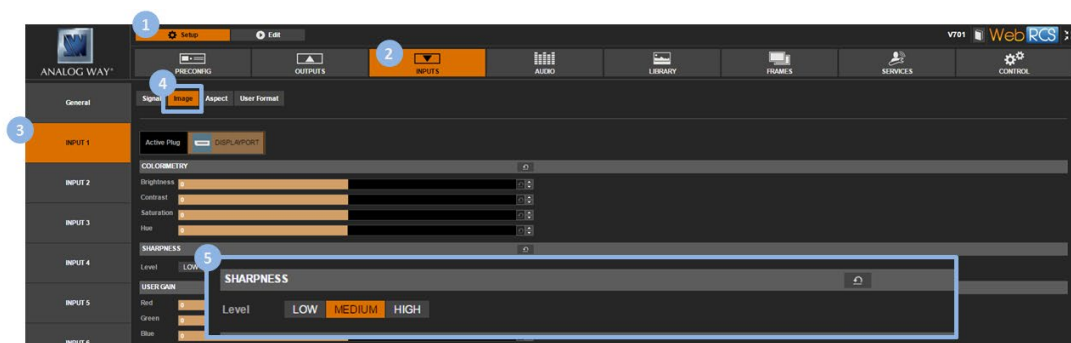 1
Setup
Edit
V701
Web RCS
ANALOG WAY®
PRECONFIG
OUTPUTS
2
INPUTS
AUDIO
LIBRARY
FRAMES
SERVICES
CONTROL
4
General
Signal
Image
Aspect
User Format
3
INPUT 1
Active Plug
DISPLAYPORT
COLORIMETRY
Brightness
0
Contrast
0
Saturation
0
Hue
0
INPUT 2
INPUT 3
SHARPNESS
Level
LOW
5
SHARPNESS
Level
LOW
MEDIUM
HIGH
INPUT 4
USER GAIN
INPUT 5
Red
0
Green
0
Blue
0
INPUT 6